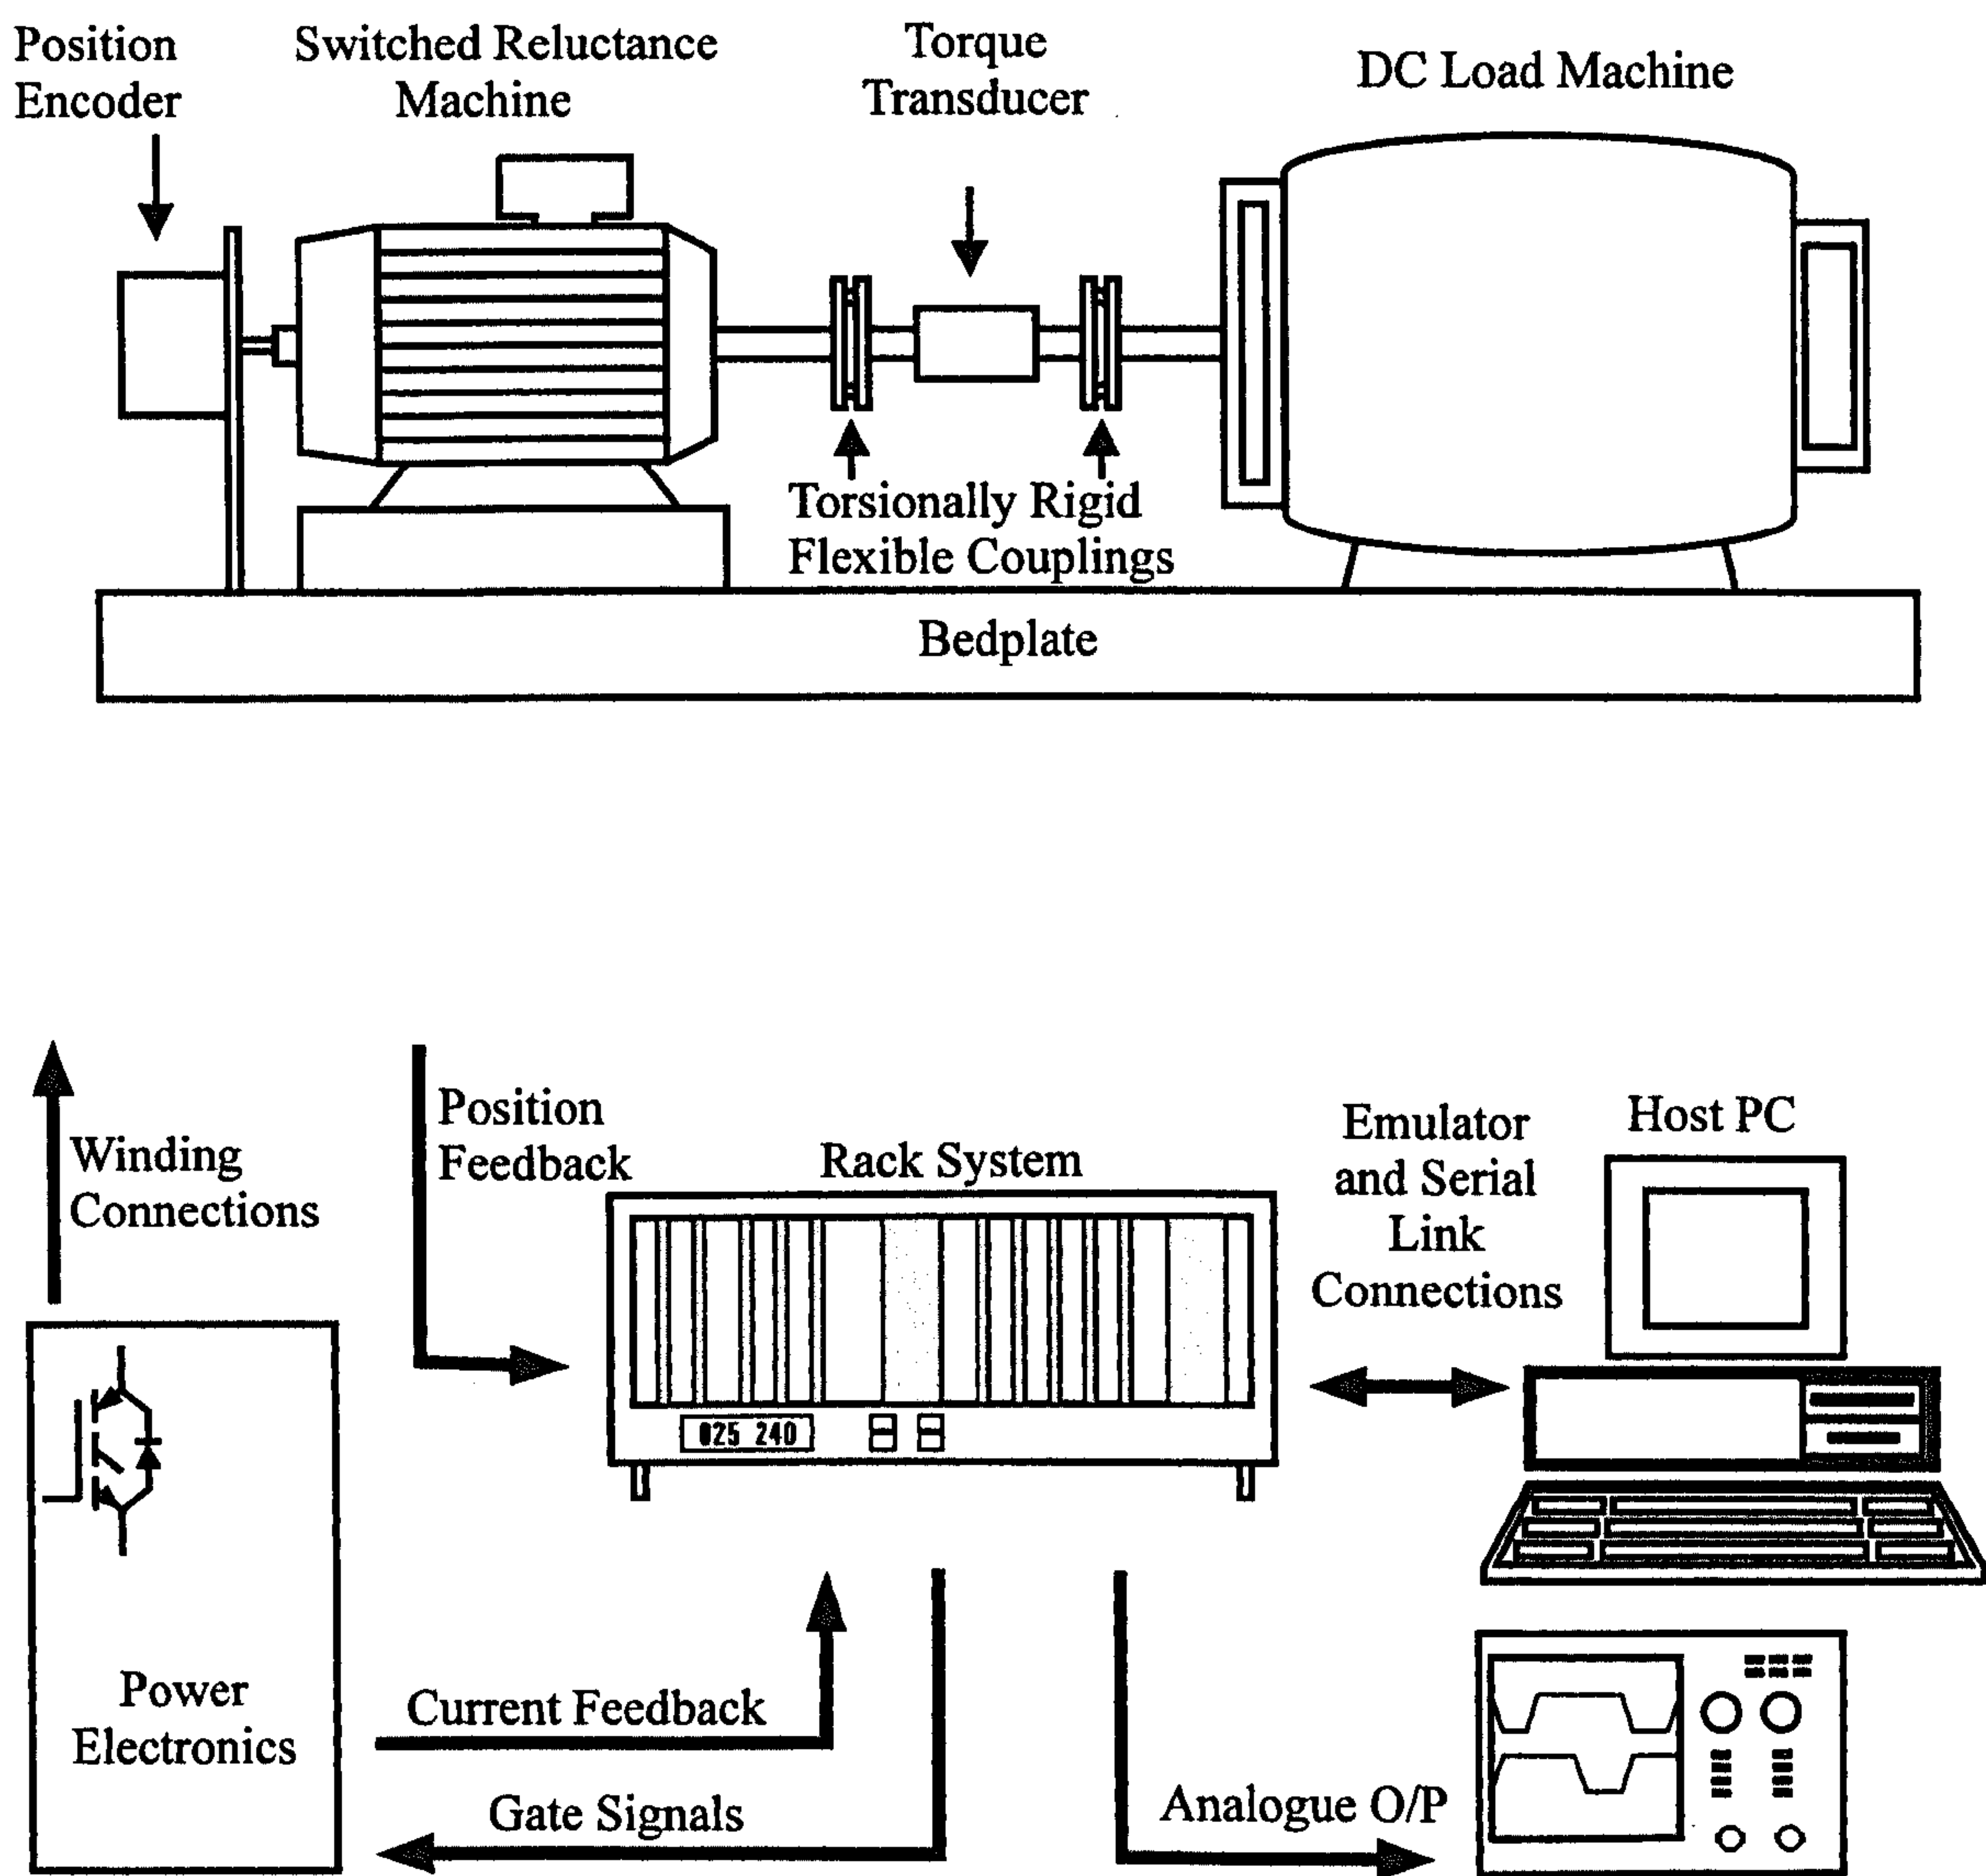 Position
Encoder
Switched Reluctance
Machine
Torque
Transducer
DC Load Machine
Torsionally Rigid
Flexible Couplings
Bedplate
Winding
Connections
Position
Feedback
Rack System
Emulator
and Serial
Link
Connections
Host PC
025 240
Power
Electronics
Current Feedback
Gate Signals
Analogue O/P